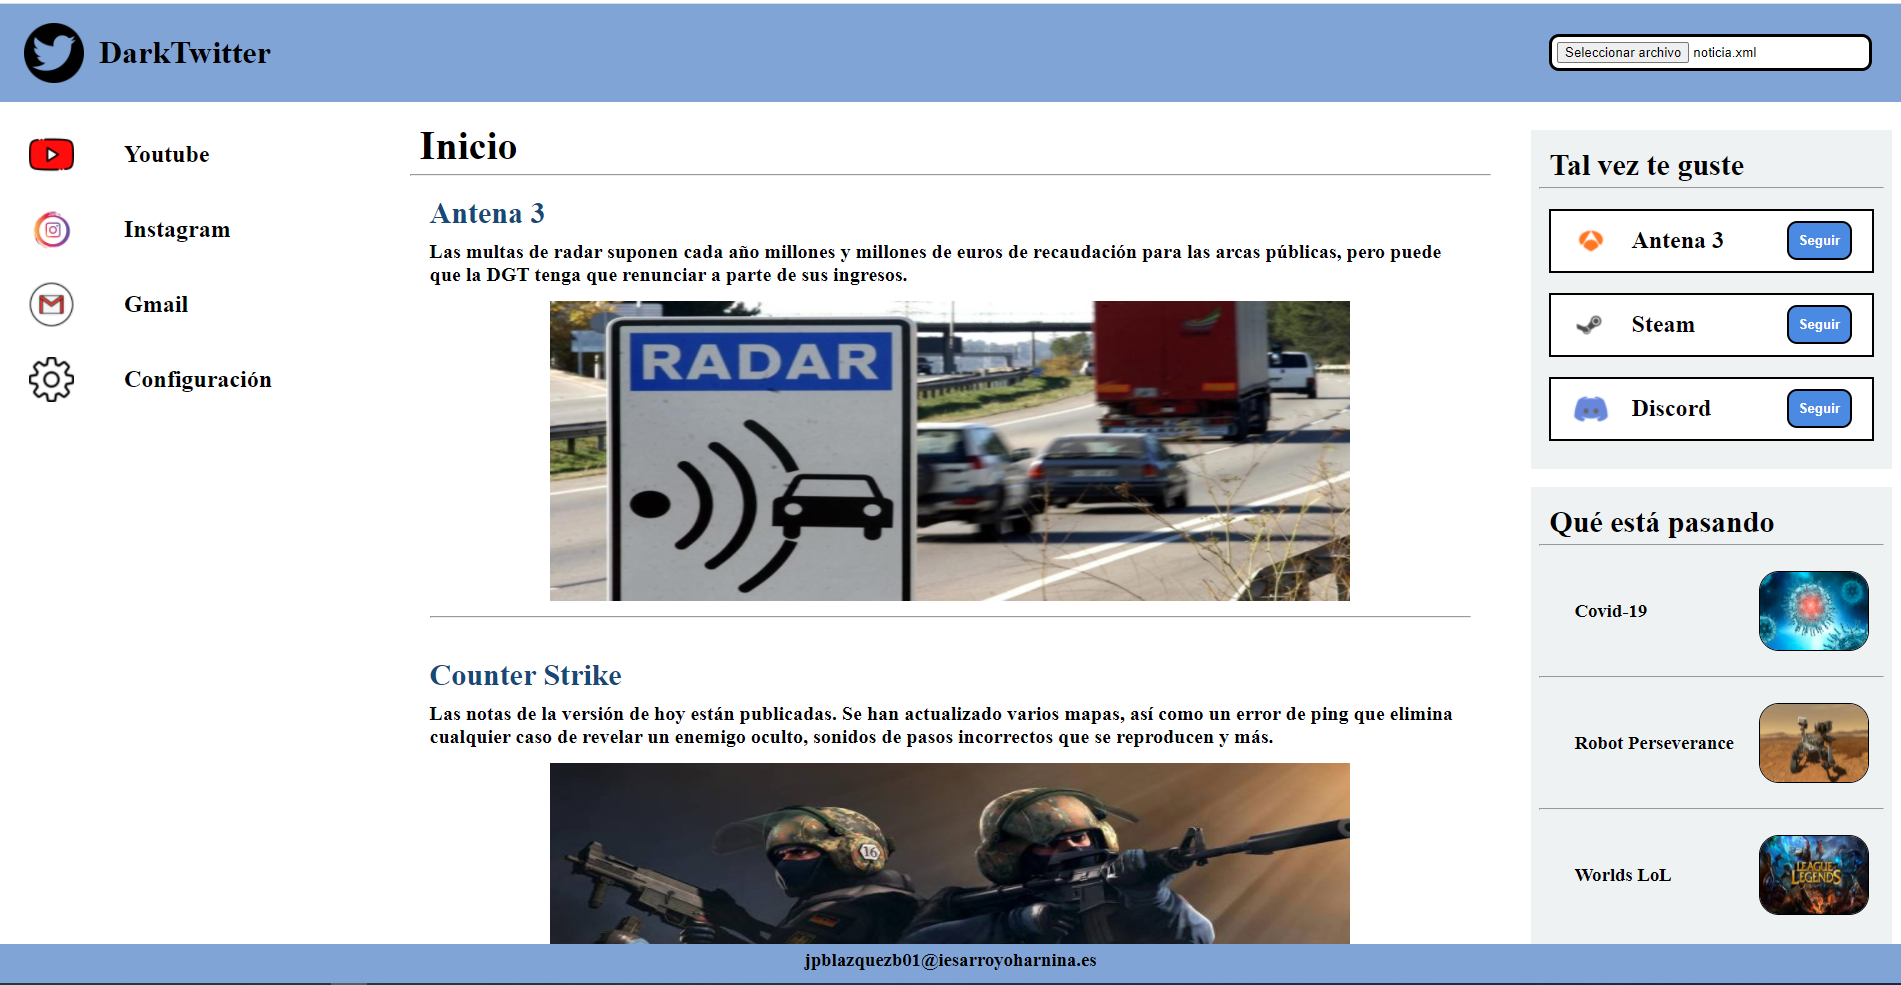 DarkTwitter
Seleccionar archivo noticia.xml
Youtube
Instagram
Gmail
Configuración
Inicio
Antena 3
Las multas de radar suponen cada año millones y millones de euros de recaudación para las arcas públicas, pero puede
que la DGT tenga que renunciar a parte de sus ingresos.
RADAR
Counter Strike
Las notas de la versión de hoy están publicadas. Se han actualizado varios mapas, así como un error de ping que elimina
cualquier caso de revelar un enemigo oculto, sonidos de pasos incorrectos que se reproducen y más.
16
Tal vez te guste
Antena 3 Seguir
Steam Seguir
Discord Seguir
Qué está pasando
Covid-19
Robot Perseverance
Worlds LoL
LEAGUE
LEGENDS
jpblazquezb01@iesarroyoharnina.es